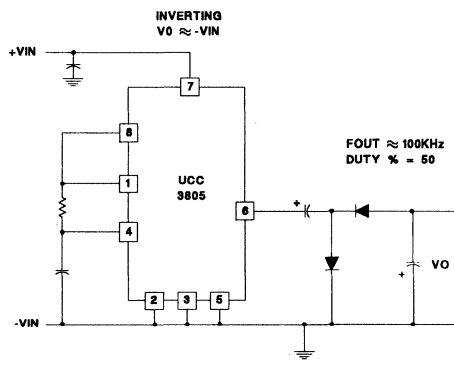 INVERTING
V0 ≈ -VIN
+VIN
7
8
FOUT ≈ 100KHz
DUTY % = 50
UCC
3805
1
6
4
+
+
VO
2 3 5
-VIN